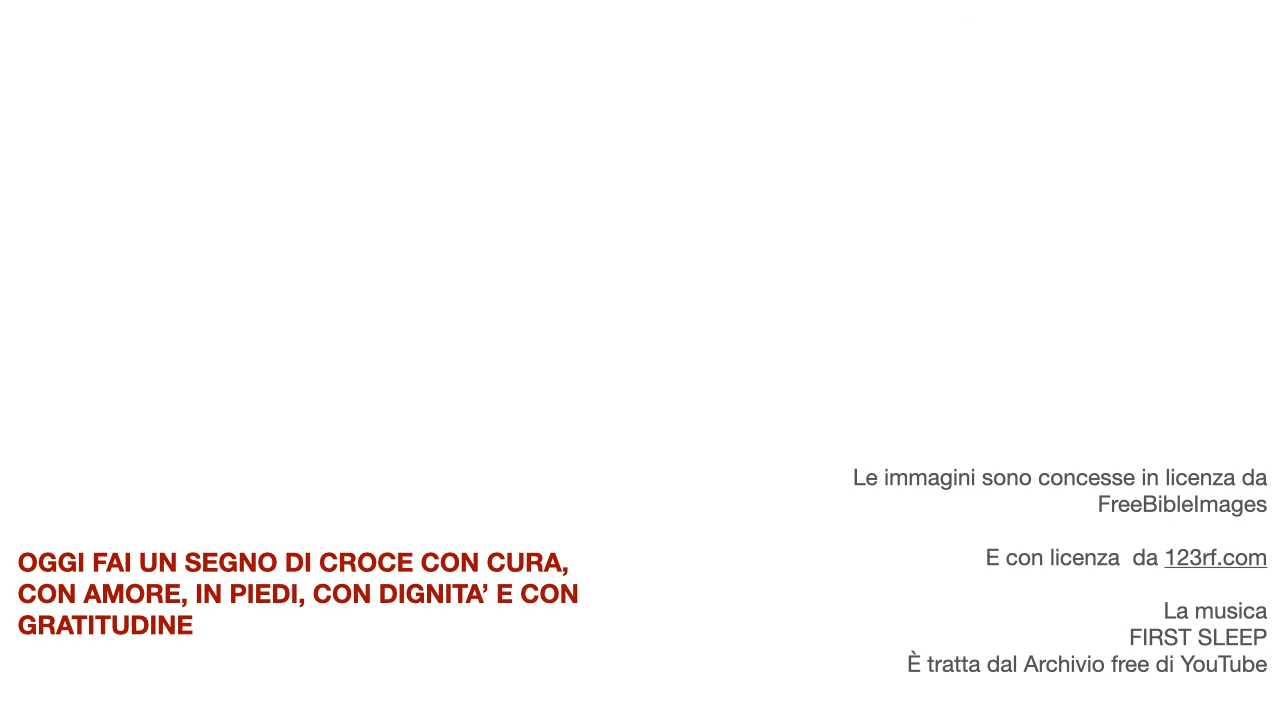 OGGI FAI UN SEGNO DI CROCE CON CURA,
CON AMORE, IN PIEDI, CON DIGNITA’ E CON
GRATITUDINE
Le immagini sono concesse in licenza da
FreeBibleImages
E con licenza  da 123rf.com
La musica
FIRST SLEEP
È tratta dal Archivio free di YouTube